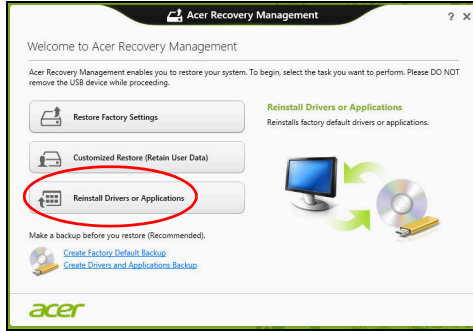 Acer Recovery Management
? X
Welcome to Acer Recovery Management
Acer Recovery Management enables you to restore your system. To begin, select the task you want to perform. Please DO NOT
remove the USB device while proceeding.
Restore Factory Settings
Customized Restore (Retain User Data)
Reinstall Drivers or Applications
Reinstall Drivers or Applications
Reinstalls factory default drivers or applications.
Make a backup before you restore (Recommended).
Create Factory Default Backup
Create Drivers and Applications Backup
acer